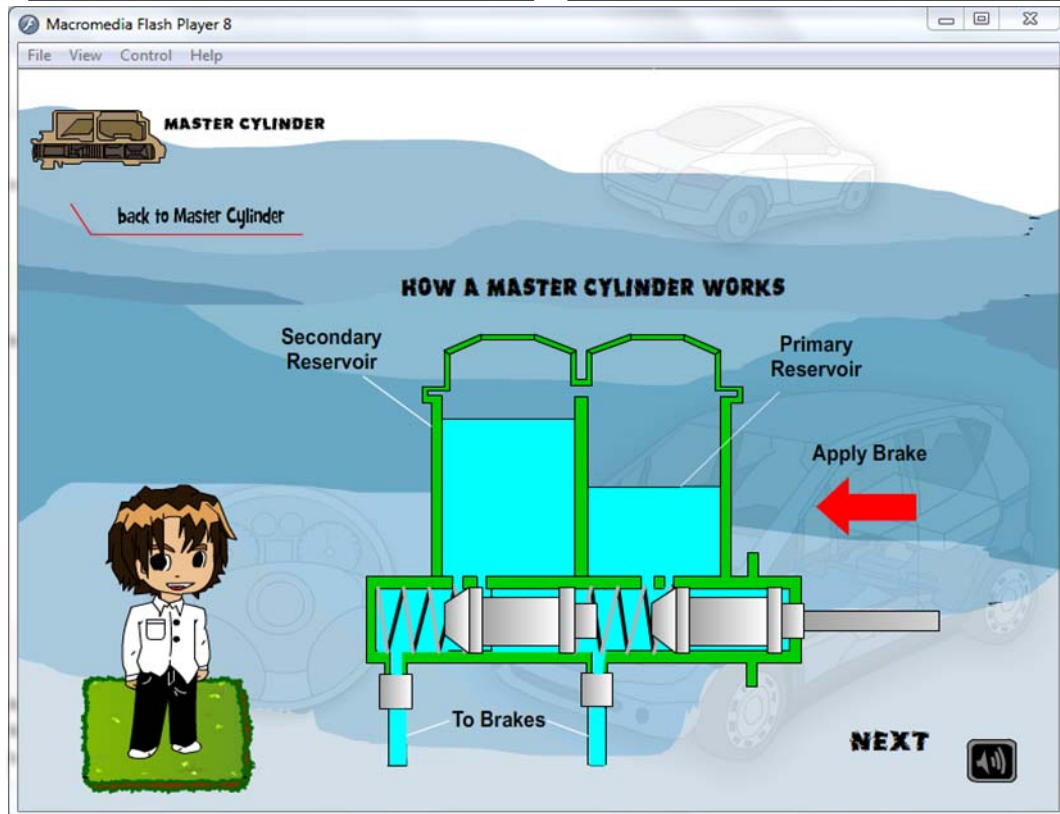 Macromedia Flash Player 8
File View Control Help
MASTER CYLINDER
back to Master Cylinder
HOW A MASTER CYLINDER WORKS
Secondary
Reservoir
Primary
Reservoir
Apply Brake
To Brakes
NEXT